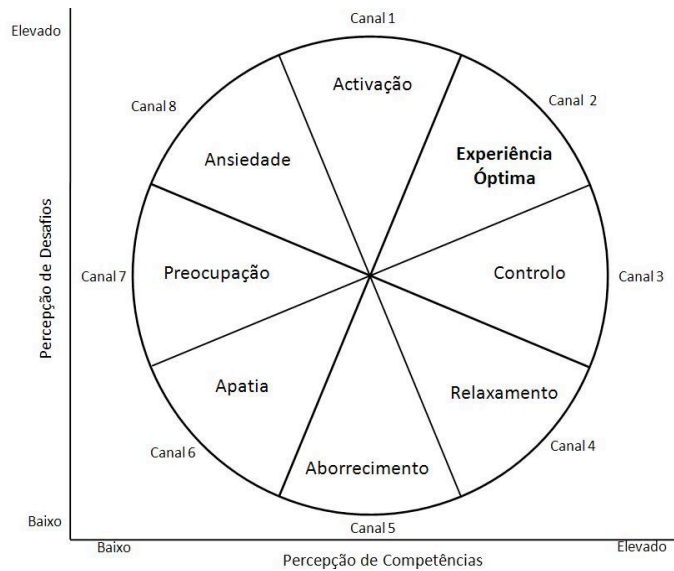 Canal 1
Elevado
Activação
Canal 2
Canal 8
Experiência
Óptima
Ansiedade
Percepção de Desafios
Canal 7
Preocupação
Controlo
Canal 3
Apatia
Relaxamento
Canal 6
Canal 4
Aborrecimento
Baixo
Canal 5
Baixo
Percepção de Competências
Elevado